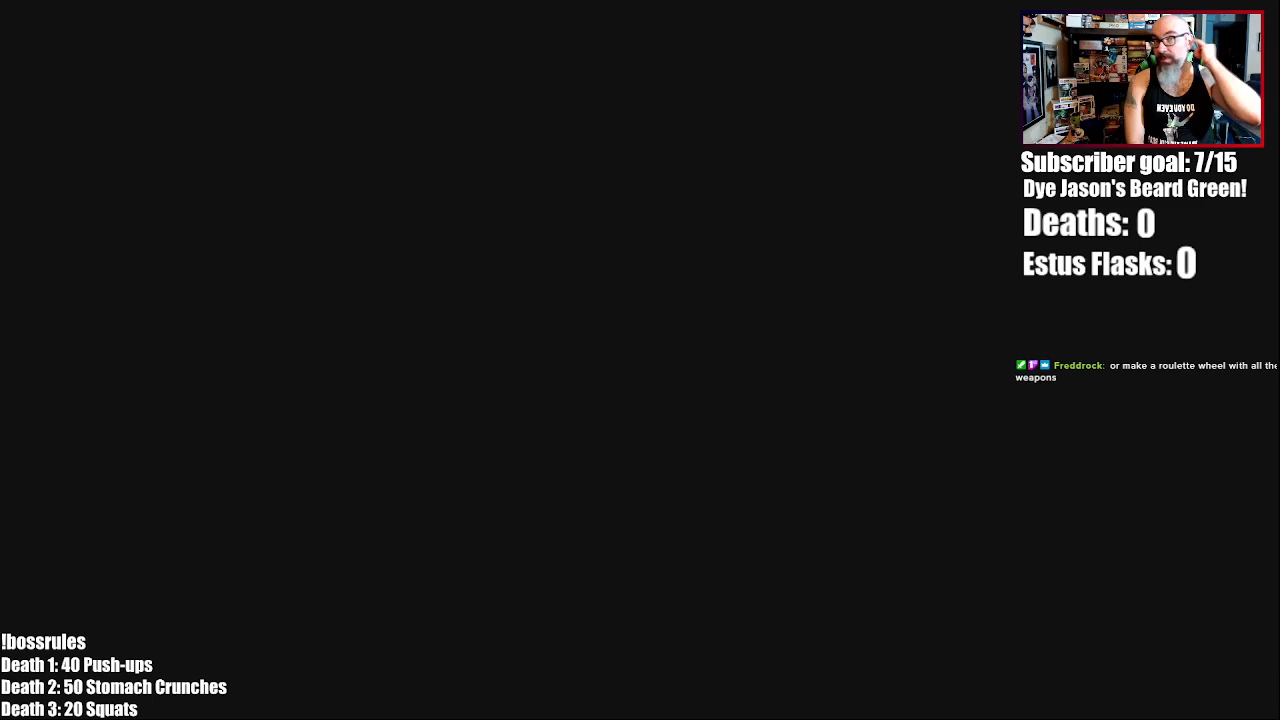 Subscriber goal: 7/15
Dye Jason's Beard Green!
Deaths: 0
Estus Flasks: 0
Freddrock: or make a roulette wheel with all the
weapons
!bossrules
Death 1: 40 Push-ups
Death 2: 50 Stomach Crunches
Death 3: 20 Squats